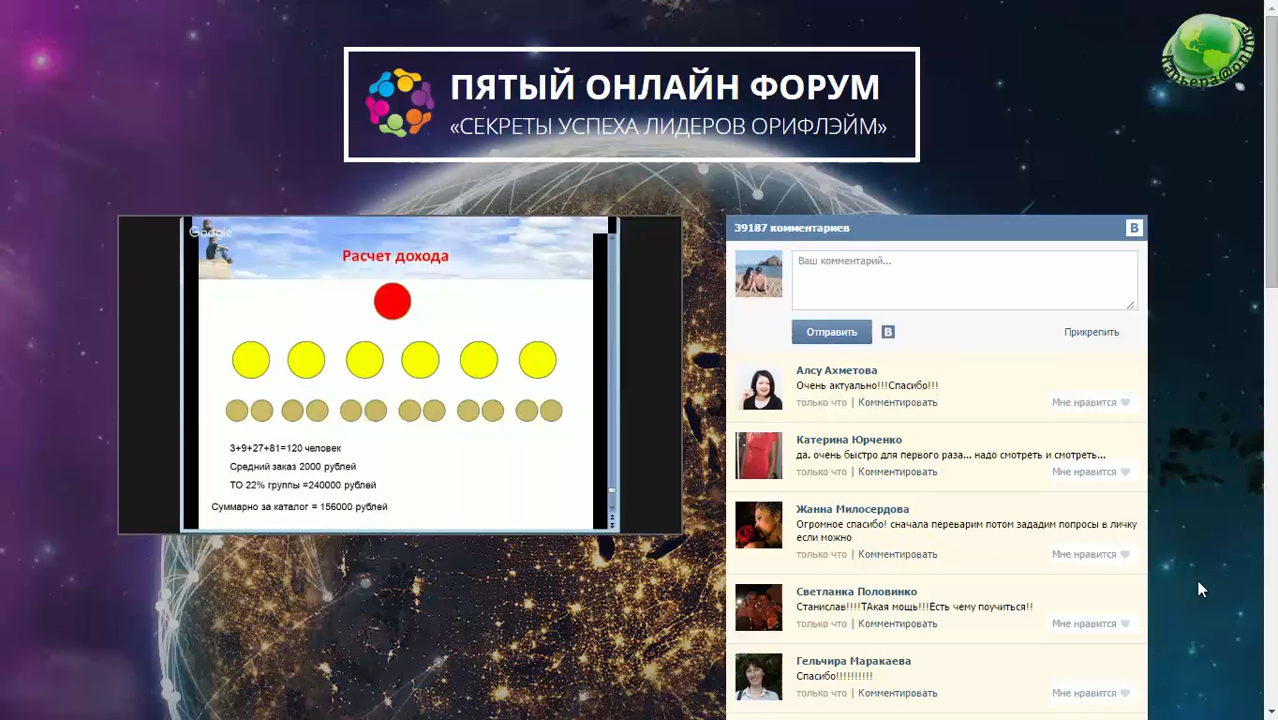 ПЯТЫЙ ОНЛАЙН ФОРУМ
«СЕКРЕТЫ УСПЕХА ЛИДЕРОВ ОРИФЛЭЙМ»
карьера@online
Google
Расчет дохода
3+9+27+81=120 человек
Средний заказ 2000 рублей
ТО 22% группы =240000 рублей
Суммарно за каталог = 156000 рублей
39187 комментариев
B
Ваш комментарий...
Отправить
B
Прикрепить
Алсу Ахметова
Очень актуально!!!Спасибо!!!
только что | Комментировать
Мне нравится
Катерина Юрченко
да. очень быстро для первого раза... надо смотреть и смотреть...
только что | Комментировать
Мне нравится
Жанна Милосердова
Огромное спасибо! сначала переварим потом зададим попросы в личку
если можно
только что | Комментировать
Мне нравится
Светланка Половинко
Станислав!!!!ТАкая мощь!!!Есть чему поучиться!!
только что | Комментировать
Мне нравится
Гельчира Маракаева
Спасибо!!!!!!!!!!
только что | Комментировать
Мне нравится